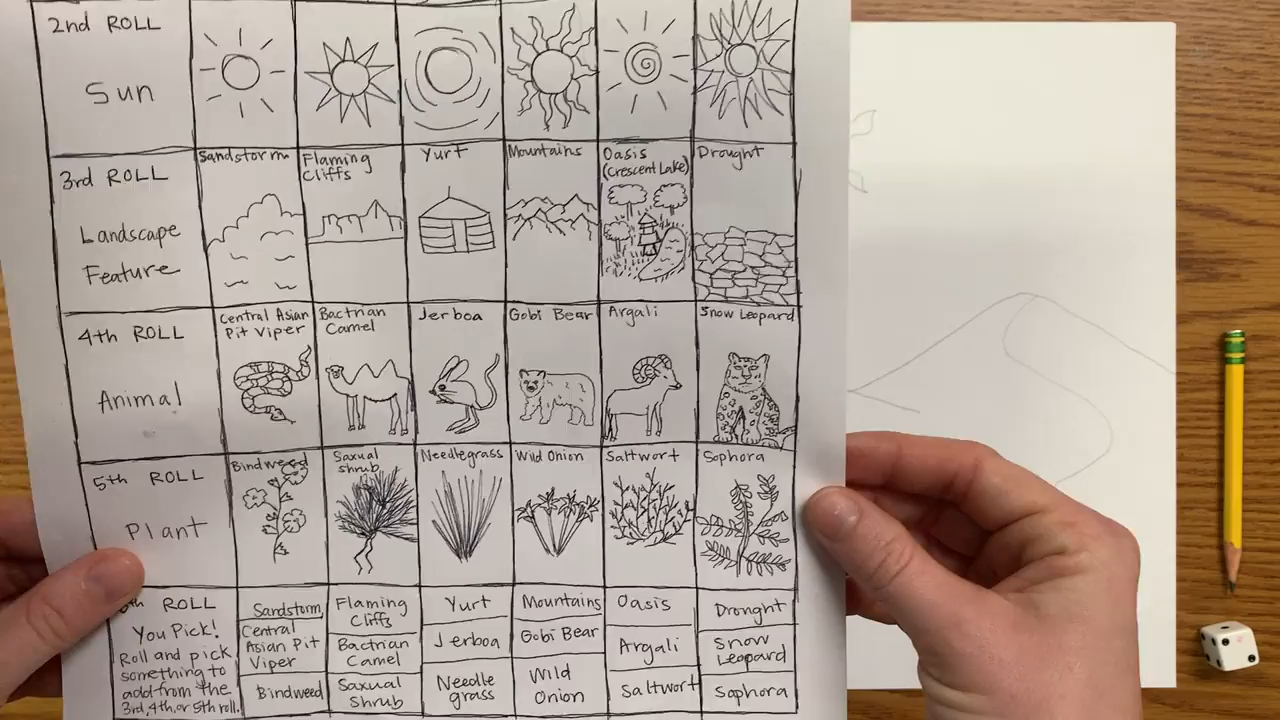 2nd ROLL
Sun
3rd ROLL
Landscape
Feature
Sandstorm
Flaming
Cliffs
Yurt
Mountains
Oasis
(Crescent Lake)
Drought
4th ROLL
Animal
Central Asian
Pit Viper
Bactrian
Camel
Jerboa
Gobi Bear
Argali
Snow Leopard
5th ROLL
Plant
Bindweed
Saxual
Shrub
Needlegrass
Wild Onion
Saltwort
Sophora
6th ROLL
You Pick!
Roll and pick
something to
add from the
3rd, 4th, or 5th roll.
Sandstorm
Central
Asian Pit
Viper
Bindweed
Flaming
Cliffs
Bactrian
Camel
Saxual
Shrub
Yurt
Jerboa
Needle
grass
Mountains
Gobi Bear
Wild
Onion
Oasis
Argali
Saltwort
Drought
Snow
Leopard
Sophora